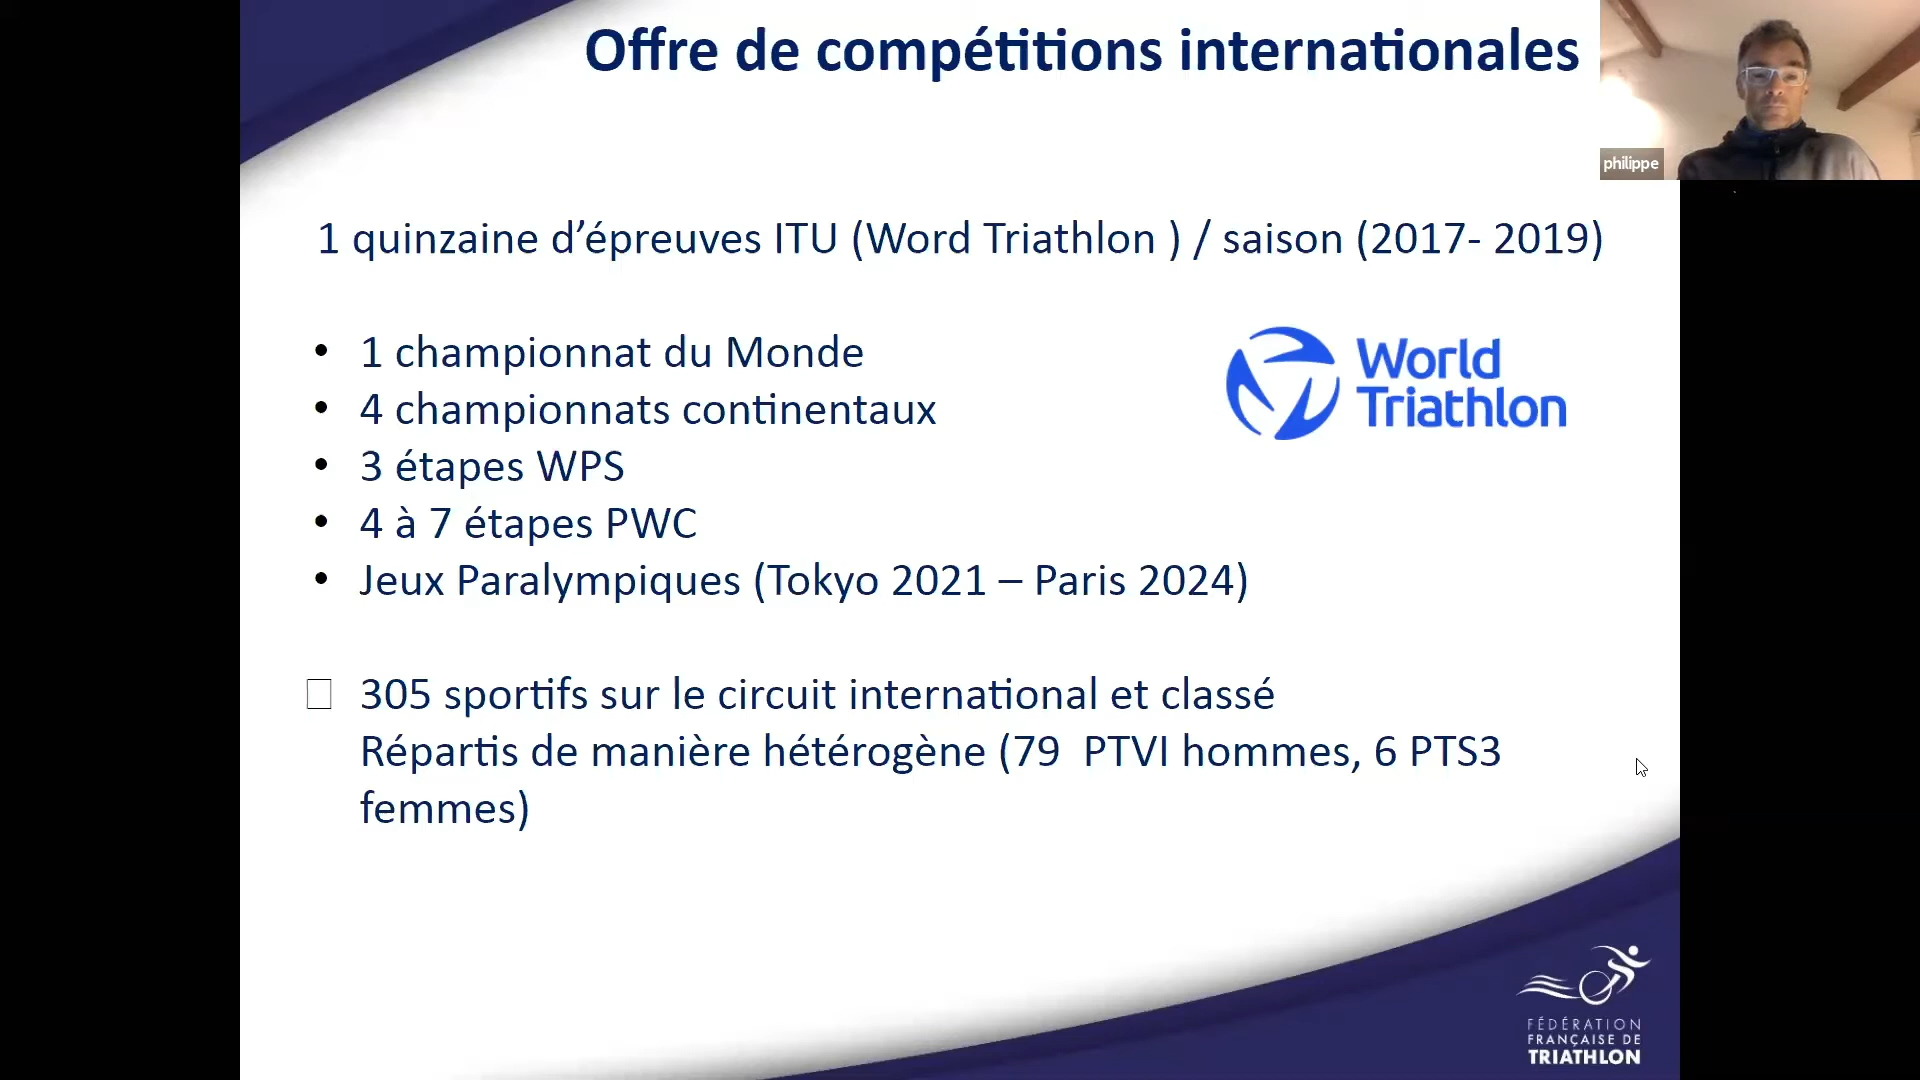 Offre de compétitions internationales
philippe
1 quinzaine d’épreuves ITU (Word Triathlon ) / saison (2017- 2019)
• 1 championnat du Monde
• 4 championnats continentaux
• 3 étapes WPS
• 4 à 7 étapes PWC
• Jeux Paralympiques (Tokyo 2021 – Paris 2024)
World
Triathlon
305 sportifs sur le circuit international et classé
Répartis de manière hétérogène (79 PTVI hommes, 6 PTS3
femmes)
FÉDÉRATION
FRANÇAISE DE
TRIATHLON